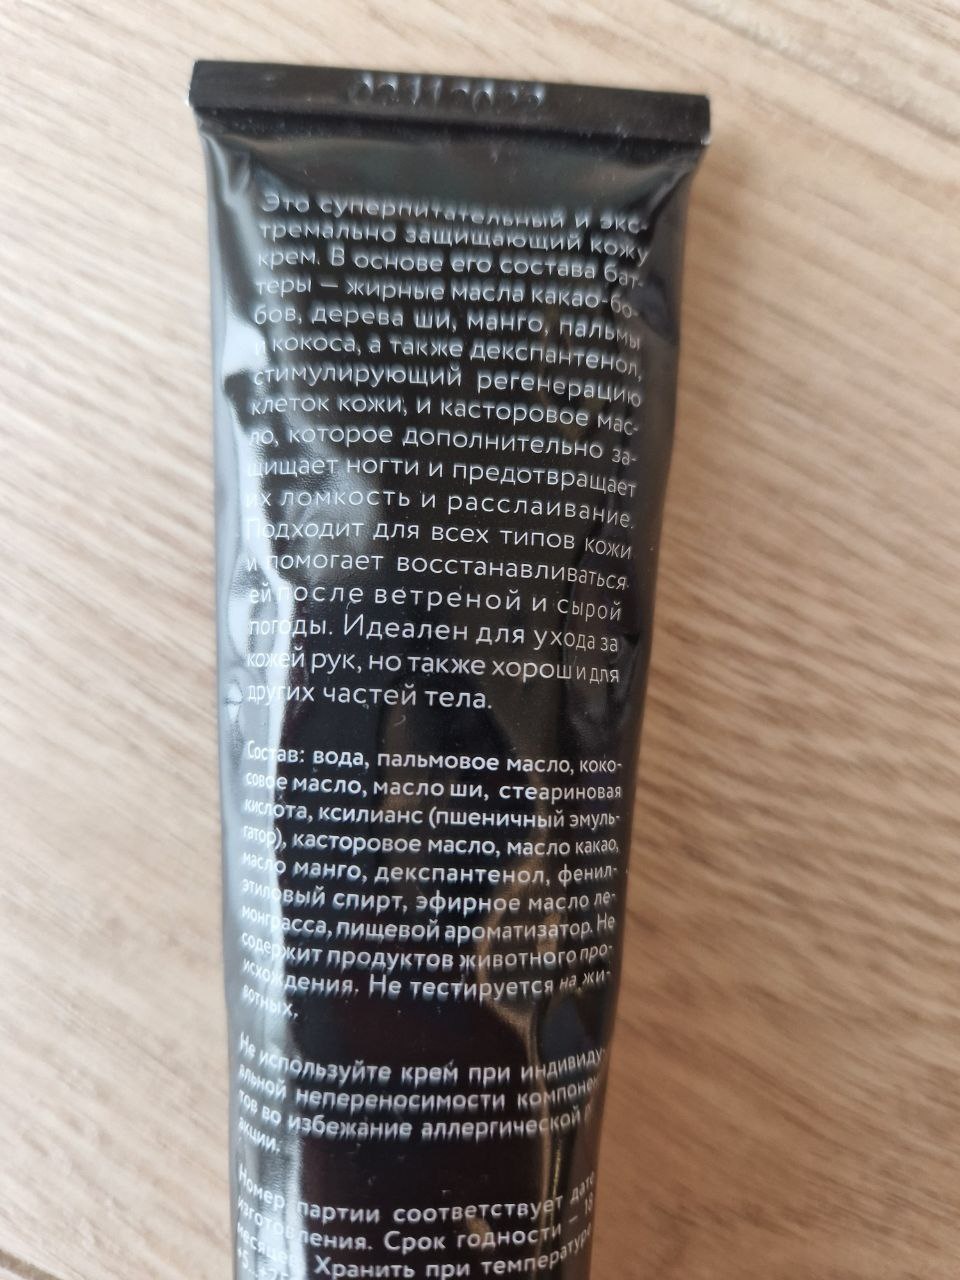 Это суперпитательный и экс-
тремально защищающий кожу
крем. В основе его состава бат-
теры — жирные масла какао-бо-
бов, дерева ши, манго, пальмы
и кокоса, а также декспантенол,
стимулирующий регенерацию
клеток кожи, и касторовое мас-
ло, которое дополнительно за-
щищает ногти и предотвращает
их ломкость и расслаивание.
Подходит для всех типов кожи
и помогает восстанавливаться
ей после ветреной и сырой
погоды. Идеален для ухода за
кожей рук, но также хорош и для
других частей тела.
Состав: вода, пальмовое масло, коко-
совое масло, масло ши, стеариновая
кислота, ксилианс (пшеничный эмуль-
гатор), касторовое масло, масло какао,
масло манго, декспантенол, фенил-
этиловый спирт, эфирное масло ле-
монграсса, пищевой ароматизатор. Не
содержит продуктов животного про-
исхождения. Не тестируется на жи-
вотных.
Не используйте крем при индивиду-
альной непереносимости компонен-
тов во избежание аллергической
акции.
Номер партии соответствует дате
изготовления. Срок годности — 18
месяцев. Хранить при температуре